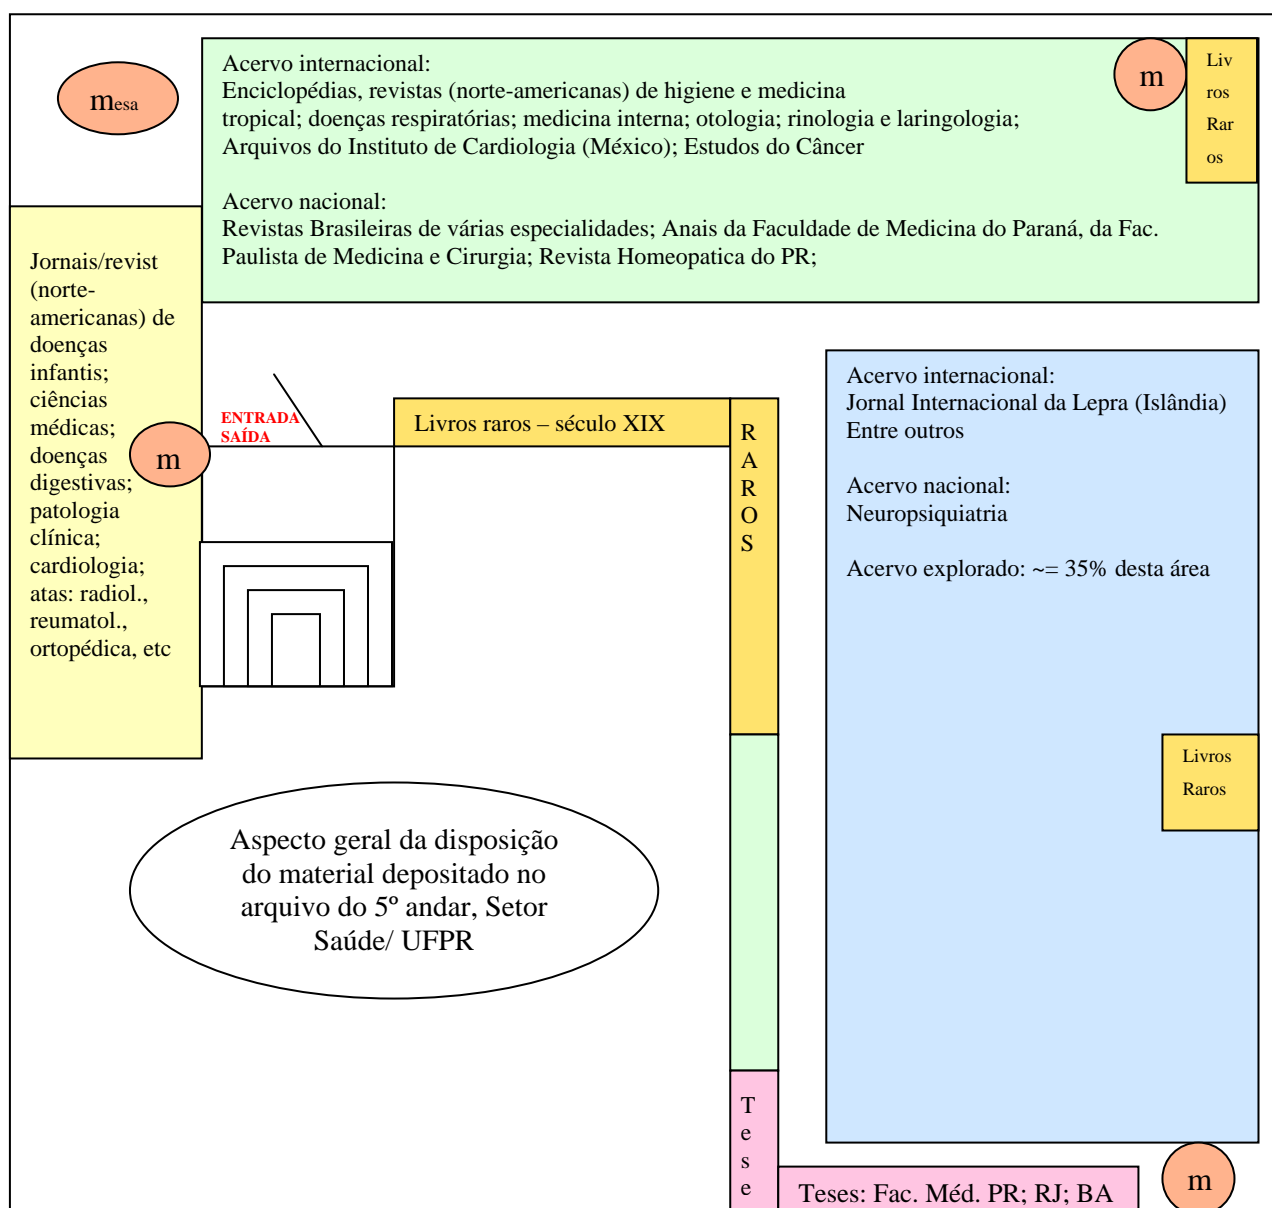 mesa
Acervo internacional:
Enciclopédias, revistas (norte-americanas) de higiene e medicina
tropical; doenças respiratórias; medicina interna; otologia; rinologia e laringologia;
Arquivos do Instituto de Cardiologia (México); Estudos do Câncer
Acervo nacional:
Revistas Brasileiras de várias especialidades; Anais da Faculdade de Medicina do Paraná, da Fac.
Paulista de Medicina e Cirurgia; Revista Homeopatica do PR;
m
Liv
ros
Rar
os
Jornais/revist
(norte-
americanas) de
doenças
infantis;
ciências
médicas;
doenças
digestivas;
patologia
clínica;
cardiologia;
atas: radiol.,
reumatol.,
ortopédica, etc
m
ENTRADA
SAÍDA
Livros raros – século XIX
R
A
R
O
S
Acervo internacional:
Jornal Internacional da Lepra (Islândia)
Entre outros
Acervo nacional:
Neuropsiquiatria
Acervo explorado: ~= 35% desta área
Livros
Raros
Aspecto geral da disposição
do material depositado no
arquivo do 5º andar, Setor
Saúde/ UFPR
T
e
s
e
Teses: Fac. Méd. PR; RJ; BA
m